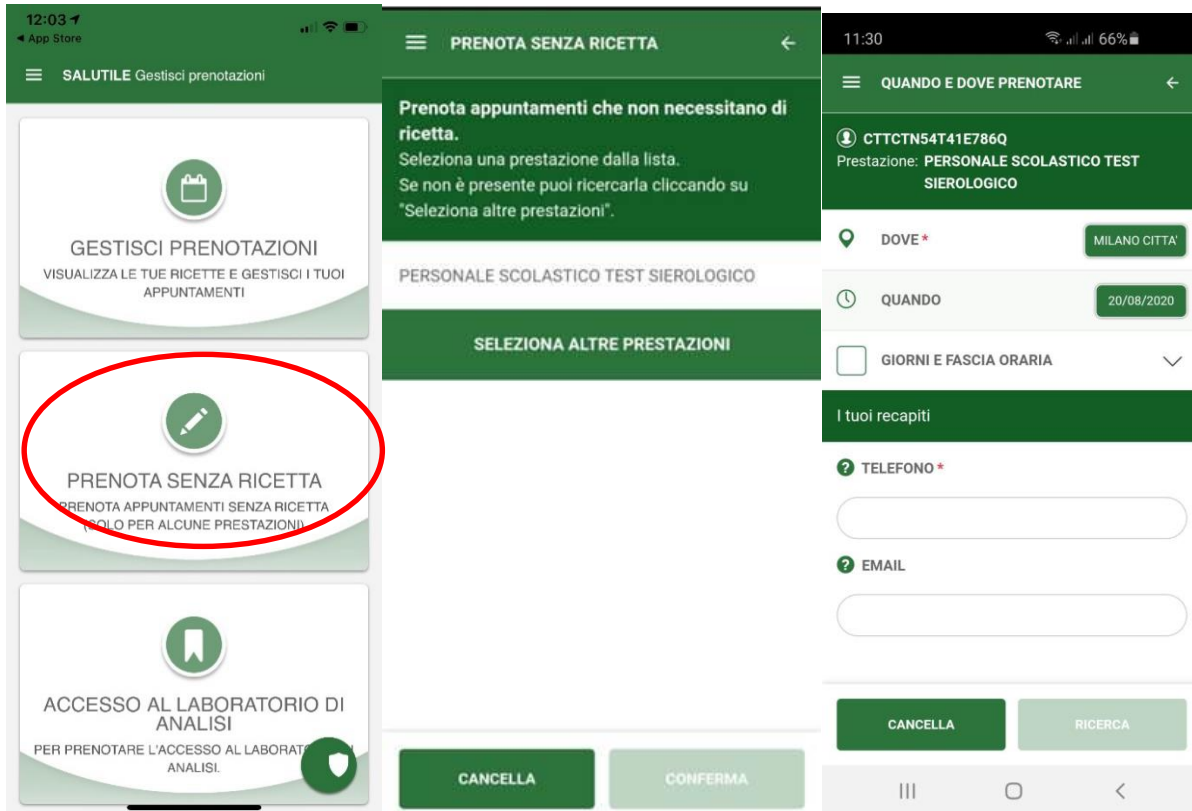 12:03
App Store
SALUTILE Gestisci prenotazioni
GESTISCI PRENOTAZIONI
VISUALIZZA LE TUE RICETTE E GESTISCI I TUOI
APPUNTAMENTI
PRENOTA SENZA RICETTA
PRENOTA APPUNTAMENTI SENZA RICETTA
(SOLO PER ALCUNE PRESTAZIONI)
ACCESSO AL LABORATORIO DI
ANALISI
PER PRENOTARE L'ACCESSO AL
ANALISI.
PRENOTA SENZA RICETTA
Prenota appuntamenti che non necessitano di
ricetta.
Seleziona una prestazione dalla lista.
Se non è presente puoi ricercarla cliccando su
"Seleziona altre prestazioni".
PERSONALE SCOLASTICO TEST SIEROLOGICO
SELEZIONA ALTRE PRESTAZIONI
CANCELLA
CONFERMA
11:30
66%
QUANDO E DOVE PRENOTARE
CTTCTN54T41E786Q
Prestazione: PERSONALE SCOLASTICO TEST
SIEROLOGICO
DOVE *
MILANO CITTA'
QUANDO
20/08/2020
GIORNI E FASCIA ORARIA
I tuoi recapiti
? TELEFONO *
? EMAIL
CANCELLA
RICERCA